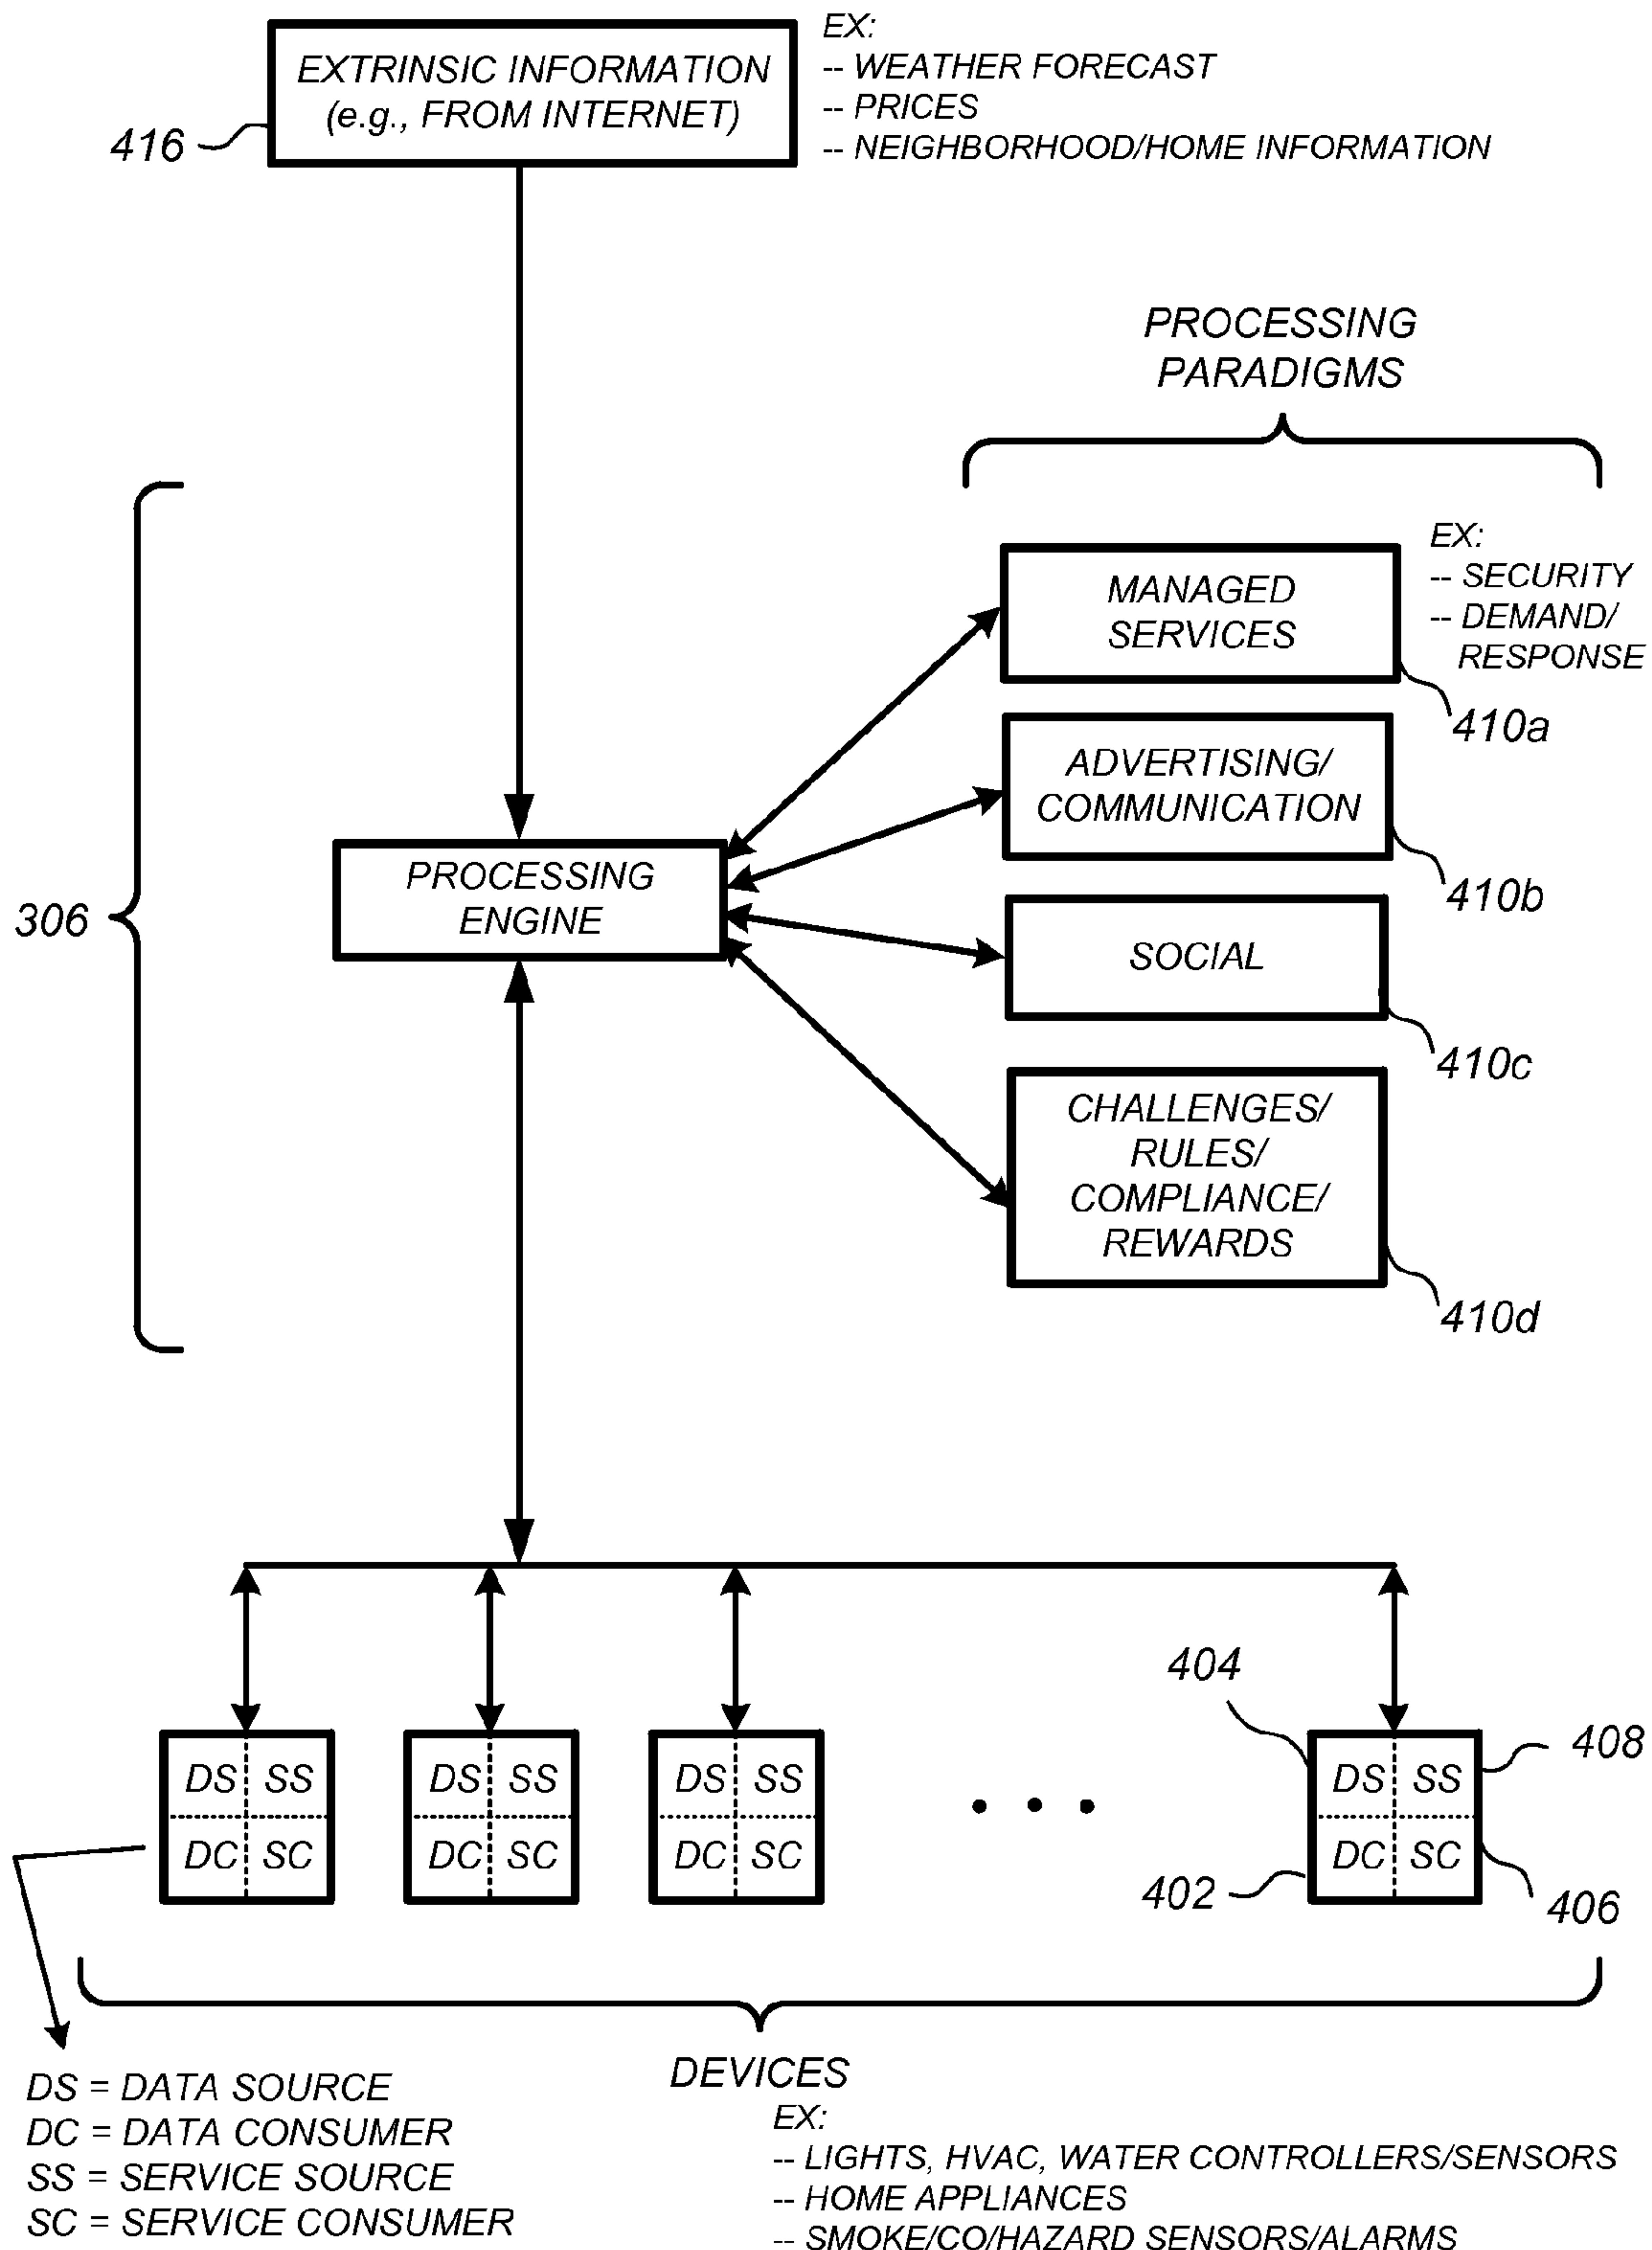 EXTRINSIC INFORMATION
(e.g., FROM INTERNET)
416
EX:
-- WEATHER FORECAST
-- PRICES
-- NEIGHBORHOOD/HOME INFORMATION
PROCESSING
PARADIGMS
MANAGED
SERVICES
EX:
-- SECURITY
-- DEMAND/
RESPONSE
410a
ADVERTISING/
COMMUNICATION
410b
306
PROCESSING
ENGINE
SOCIAL
410c
CHALLENGES/
RULES/
COMPLIANCE/
REWARDS
410d
404
408
DS SS
DC SC
DS SS
DC SC
DS SS
DC SC
• • •
DS SS
DC SC
402
406
DS = DATA SOURCE
DC = DATA CONSUMER
SS = SERVICE SOURCE
SC = SERVICE CONSUMER
DEVICES
EX:
-- LIGHTS, HVAC, WATER CONTROLLERS/SENSORS
-- HOME APPLIANCES
-- SMOKE/CO/HAZARD SENSORS/ALARMS